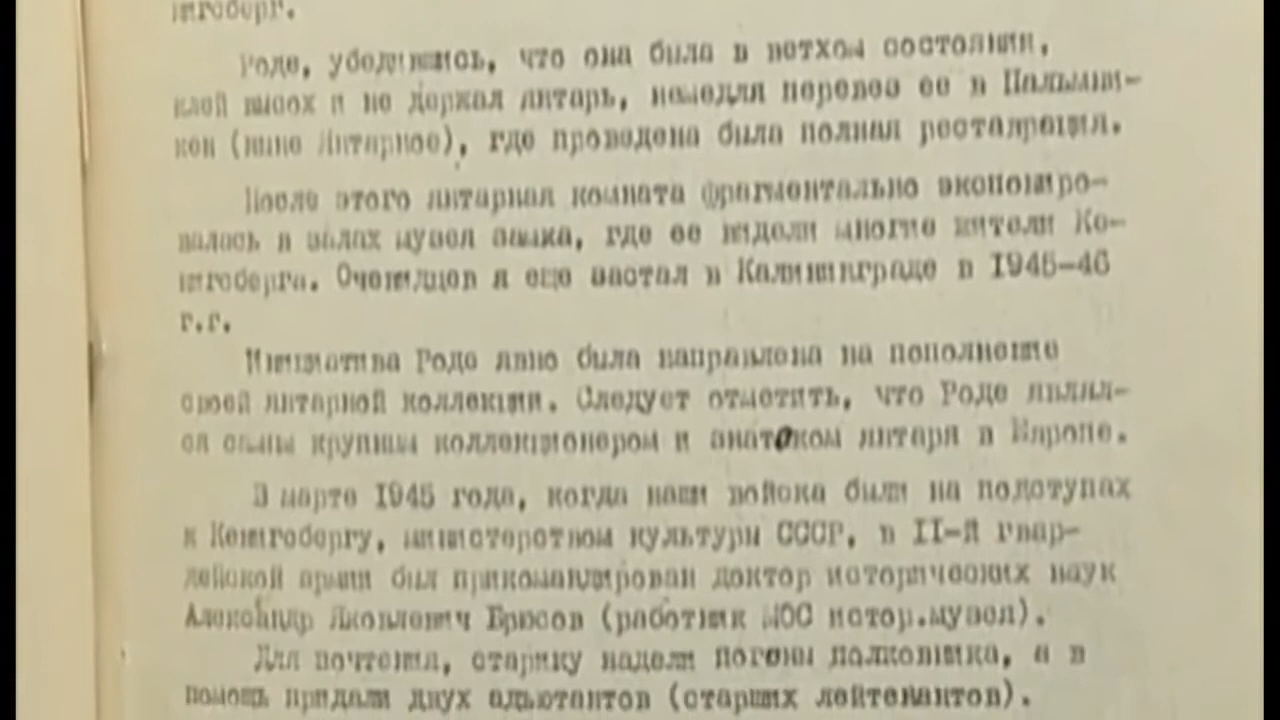 нигсберг.
Роде, убедившись, что она была в ветхом состоянии,
клей высох и не держал янтарь, немедля перевез ее в Пальмни-
кен (ныне Янтарное), где проведена была полная реставрация.
После этого янтарная комната фрагментально экспониро-
валась в залах музея замка, где ее видели многие жители Ке-
нигсберга. Очевидцев я еще застал в Калининграде в 1945-46
г.г.
Инициатива Роде явно была направлена на пополнение
своей янтарной коллекции. Следует отметить, что Роде являл-
ся самым крупным коллекционером и знатоком янтаря в Европе.
В марте 1945 года, когда наши войска были на подступах
к Кенигсбергу, министерством культуры СССР, в II-й гвар-
дейской армии был прикомандирован доктор исторических наук
Александр Яковлевич Брюсов (работник МОС истор.музея).
Для почтения, старику надели погоны полковника, а в
помощь придали двух адъютантов (старших лейтенантов).